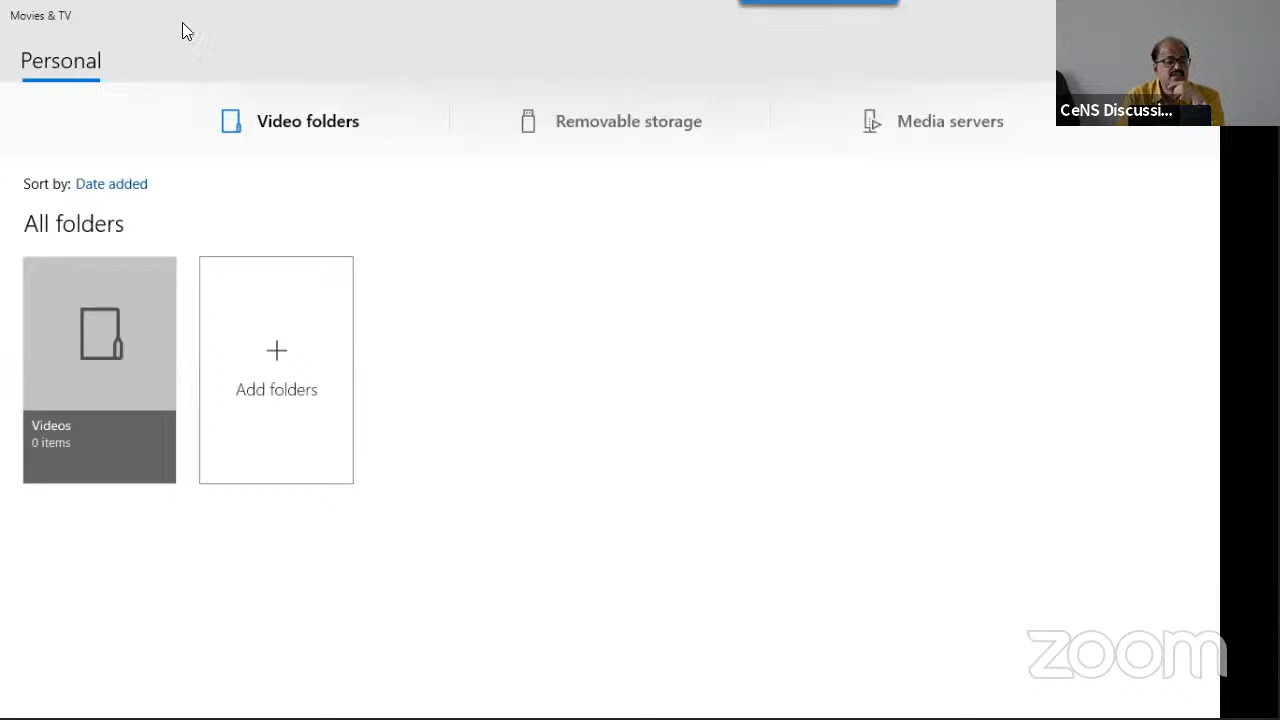 Movies & TV
Personal
CeNS Discussi...
Video folders
Removable storage
Media servers
Sort by: Date added
All folders
Videos
0 items
Add folders
zoom